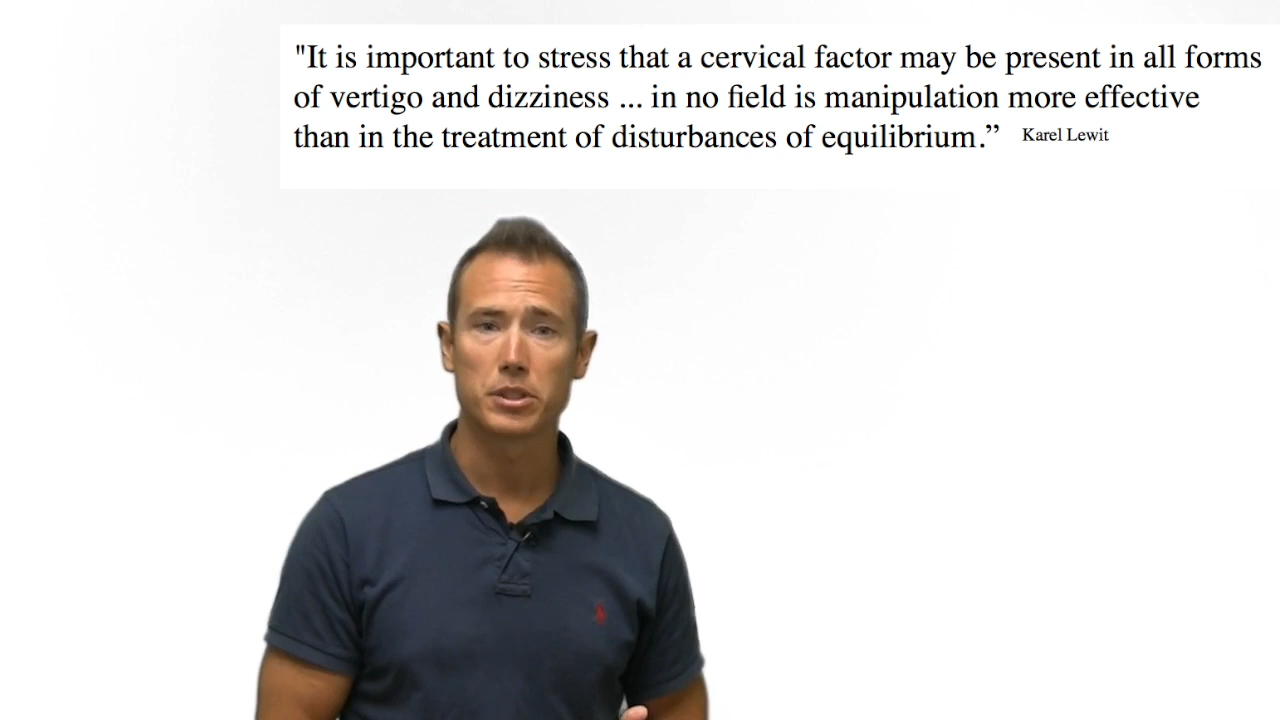 "It is important to stress that a cervical factor may be present in all forms
of vertigo and dizziness ... in no field is manipulation more effective
than in the treatment of disturbances of equilibrium.” Karel Lewit